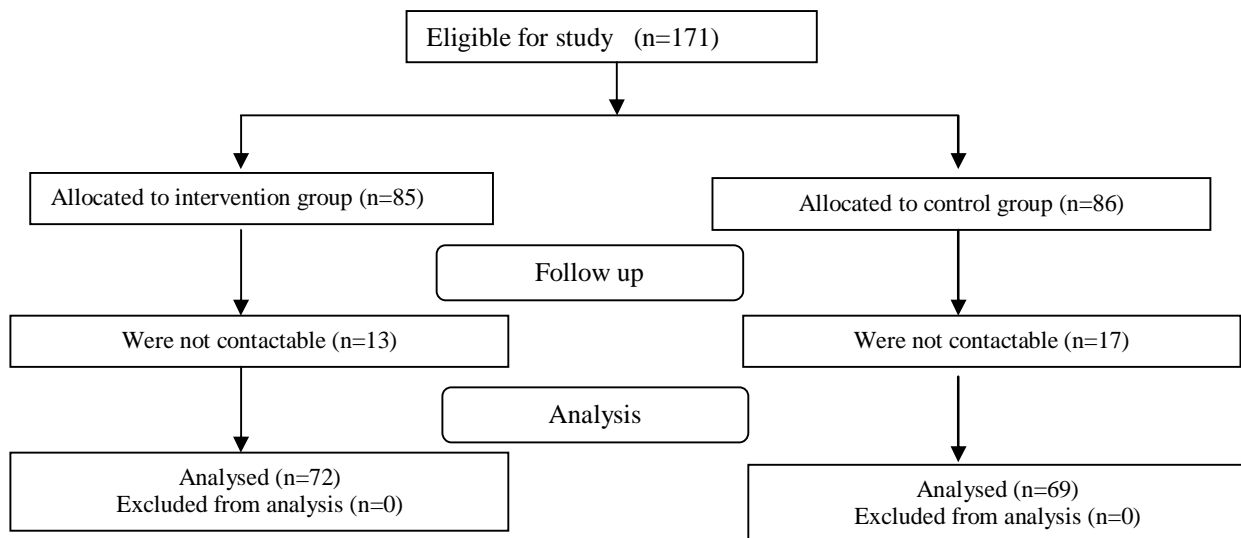 Eligible for study (n=171)
Allocated to intervention group (n=85)
Allocated to control group (n=86)
Follow up
Were not contactable (n=13)
Were not contactable (n=17)
Analysis
Analysed (n=72)
Excluded from analysis (n=0)
Analysed (n=69)
Excluded from analysis (n=0)